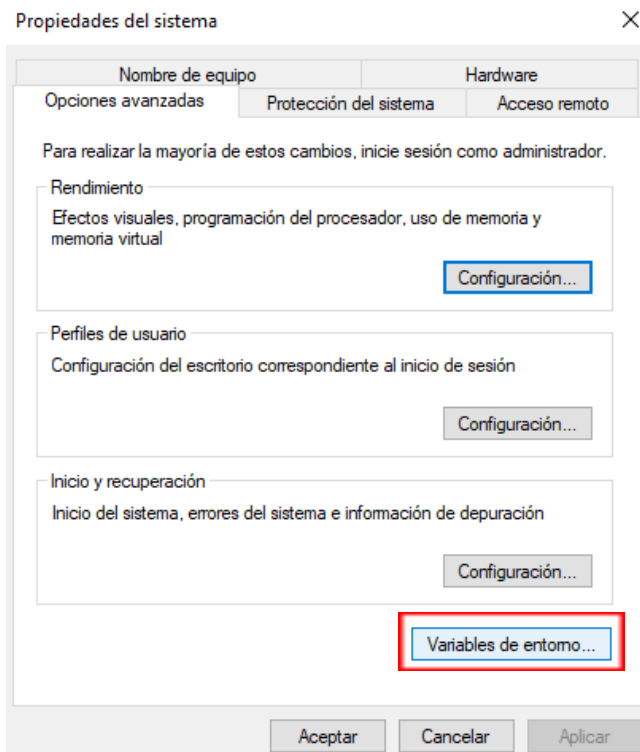 Propiedades del sistema
Nombre de equipo
Hardware
Opciones avanzadas
Protección del sistema
Acceso remoto
Para realizar la mayoría de estos cambios, inicie sesión como administrador.
Rendimiento
Efectos visuales, programación del procesador, uso de memoria y
memoria virtual
Configuración...
Perfiles de usuario
Configuración del escritorio correspondiente al inicio de sesión
Configuración...
Inicio y recuperación
Inicio del sistema, errores del sistema e información de depuración
Configuración...
Variables de entorno...
Aceptar
Cancelar
Aplicar